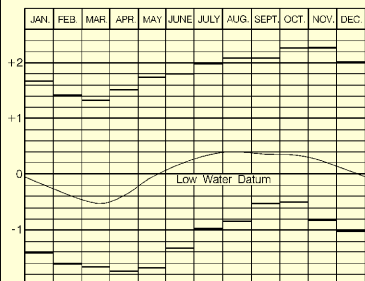 JAN. FEB. MAR. APR. MAY JUNE JULY AUG. SEPT. OCT. NOV. DEC.
+2
+1
0
Low Water Datum
-1